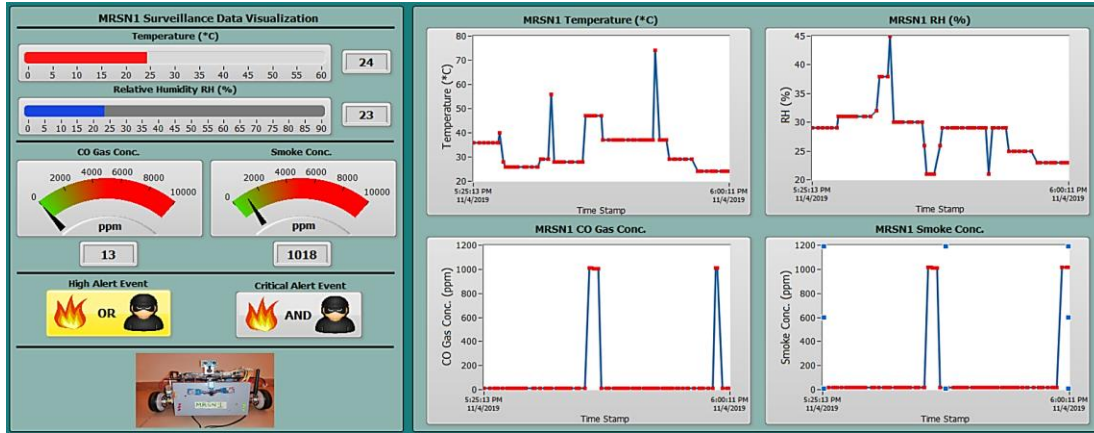 MRSN1 Surveillance Data Visualization
Temperature (*C)
0 5 10 15 20 25 30 35 40 45 50 55 60
24
Relative Humidity RH (%)
0 5 10 15 20 25 30 35 40 45 50 55 60 65 70 75 80 85 90
23
CO Gas Conc.
0 2000 4000 6000 8000 10000
ppm
13
Smoke Conc.
0 2000 4000 6000 8000 10000
ppm
1018
High Alert Event
OR
Critical Alert Event
AND
MRSN1
MRSN1 Temperature (*C)
Temperature (*C)
80
70
60
50
40
30
20
5:25:13 PM
11/4/2019
6:00:11 PM
11/4/2019
Time Stamp
MRSN1 RH (%)
RH (%)
45
40
35
30
25
20
5:25:13 PM
11/4/2019
6:00:11 PM
11/4/2019
Time Stamp
MRSN1 CO Gas Conc.
CO Gas Conc. (ppm)
1200
1000
800
600
400
200
0
5:25:13 PM
11/4/2019
6:00:11 PM
11/4/2019
Time Stamp
MRSN1 Smoke Conc.
Smoke Conc. (ppm)
1200
1000
800
600
400
200
0
5:25:13 PM
11/4/2019
6:00:11 PM
11/4/2019
Time Stamp